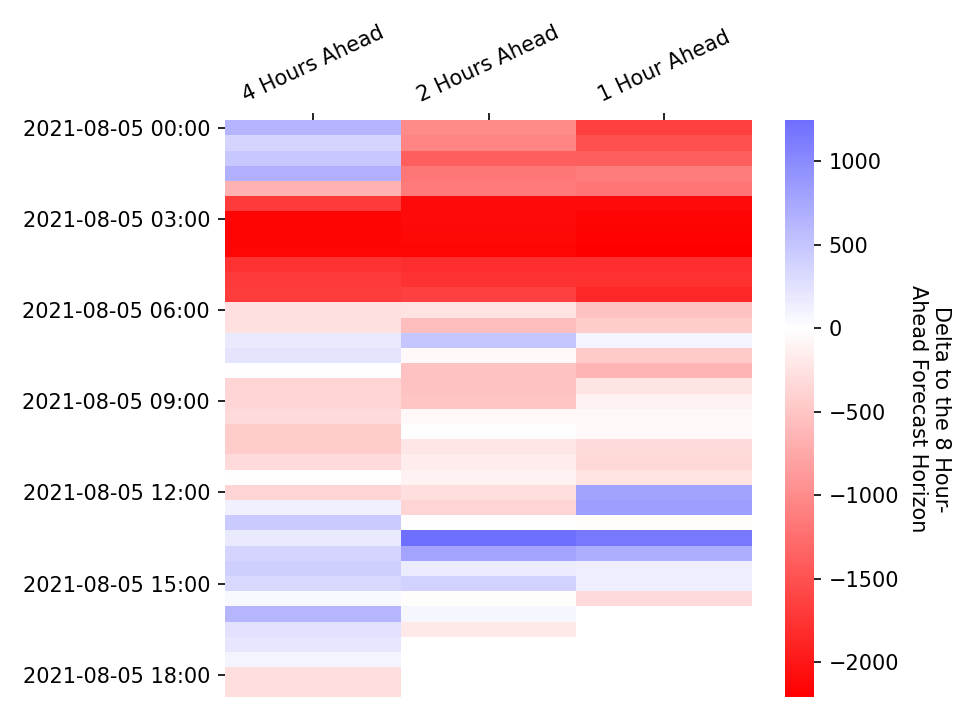 4 Hours Ahead
2 Hours Ahead
1 Hour Ahead
2021-08-05 00:00
2021-08-05 03:00
2021-08-05 06:00
2021-08-05 09:00
2021-08-05 12:00
2021-08-05 15:00
2021-08-05 18:00
1000
500
0
−500
−1000
−1500
−2000
Delta to the 8 Hour-
Ahead Forecast Horizon